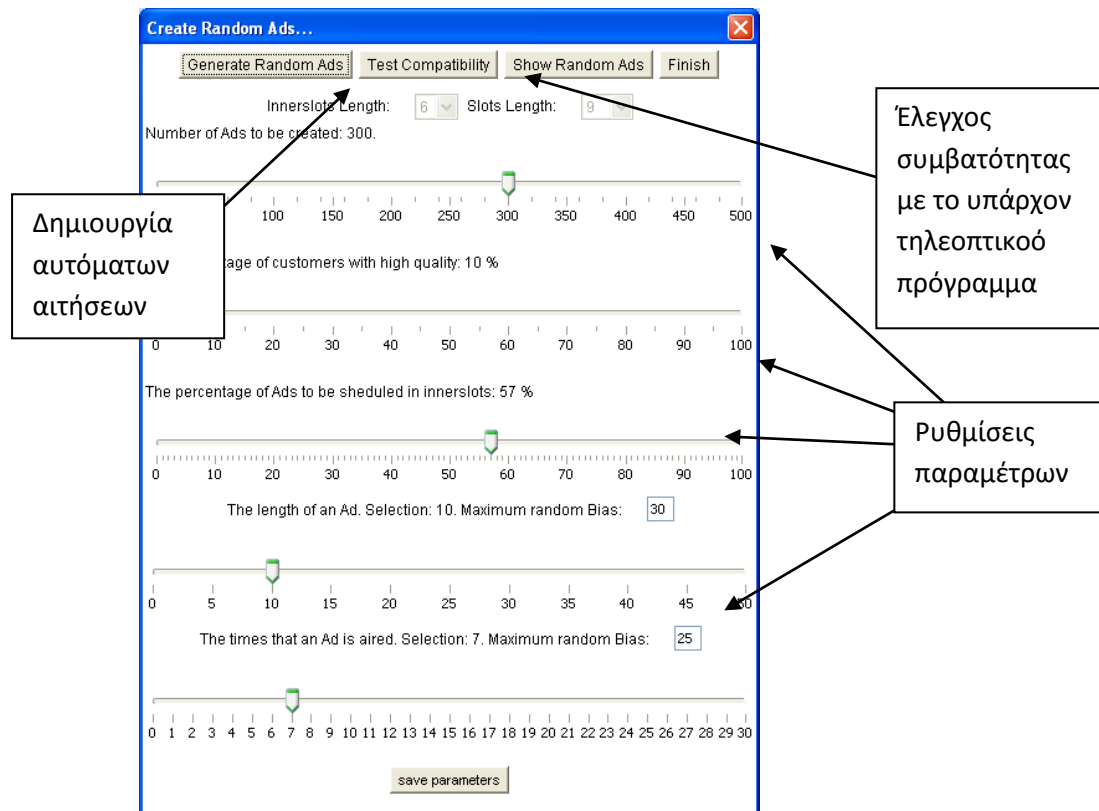 Create Random Ads...
Generate Random Ads Test Compatibility Show Random Ads Finish
Innerslots Length: 6 Slots Length: 9
Number of Ads to be created: 300.
100 150 200 250 300 350 400 450 500
tage of customers with high quality: 10 %
0 10 20 30 40 50 60 70 80 90 100
The percentage of Ads to be sheduled in innerslots: 57 %
0 10 20 30 40 50 60 70 80 90 100
The length of an Ad. Selection: 10. Maximum random Bias: 30
0 5 10 15 20 25 30 35 40 45 50
The times that an Ad is aired. Selection: 7. Maximum random Bias: 25
0 1 2 3 4 5 6 7 8 9 10 11 12 13 14 15 16 17 18 19 20 21 22 23 24 25 26 27 28 29 30
save parameters
Δημιουργία
αυτόματων
αιτήσεων
Έλεγχος
συμβατότητας
με το υπάρχον
τηλεοπτικοό
πρόγραμμα
Ρυθμίσεις
παραμέτρων